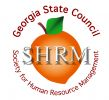 Georgia State Council
SHRM
Society for Human Resource Management